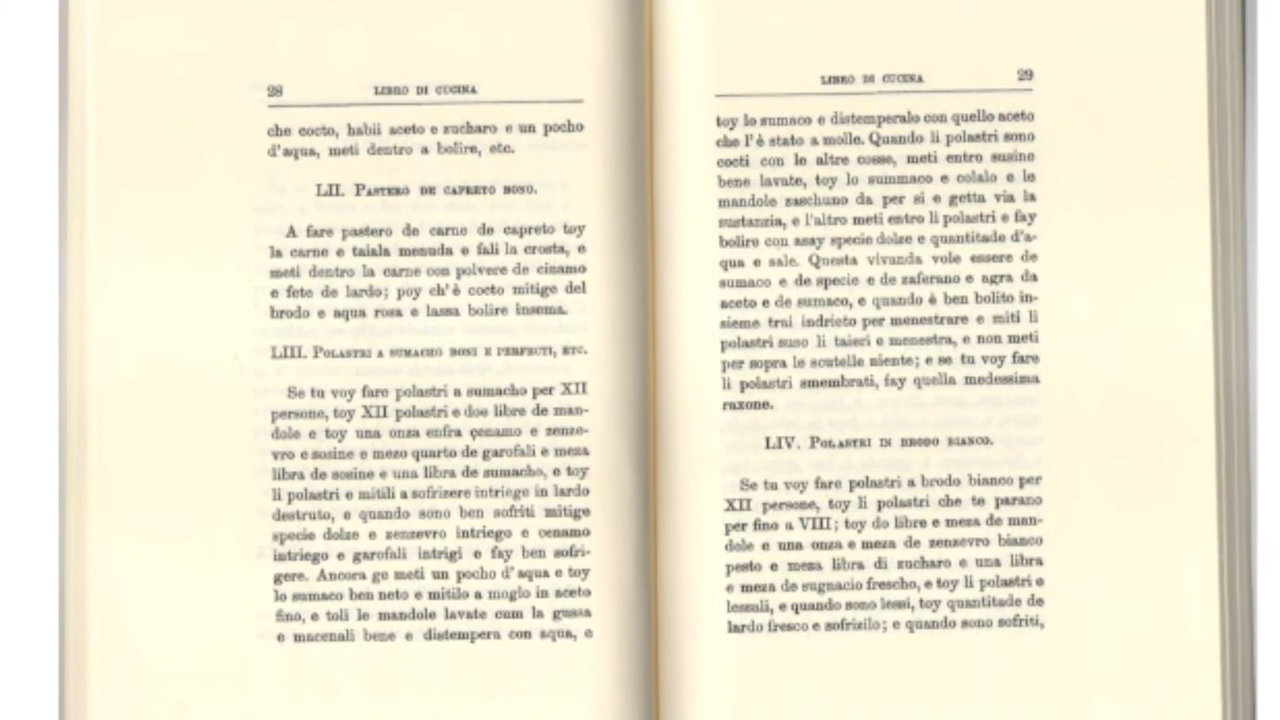 28
LIBRO DI CUCINA
che cocto, habii aceto e zucharo e un pocho
d'aqua, meti dentro a bolire, etc.
LII. Pastero de capreto bono.
A fare pastero de carne de capreto toy
la carne e taiala menuda e fali la crosta, e
meti dentro la carne con polvere de cinamo
e fete de lardo; poy ch'è cocto mitige del
brodo e aqua rosa e lassa bolire insema.
LIII. Polastri a sumacho boni e perfecti, etc.
Se tu voy fare polastri a sumacho per XII
persone, toy XII polastri e doe libre de man-
dole e toy una onza enfra çenamo e zenze-
vro e sosine e mezo quarto de garofali e meza
libra de sosine e una libra de sumacho, e toy
li polastri e mitili a sofrizere intriego in lardo
destruto, e quando sono ben sofriti mitige
specie dolze e zenzevro intriego e cenamo
intriego e garofali intrigi e fay ben sofri-
gere. Ancora ge meti un pocho d'aqua e toy
lo sumaco ben neto e mitilo a moglo in aceto
fino, e toli le mandole lavate cum la gussa
e macenali bene e distempera con aqua, e
LIBRO DI CUCINA
29
toy lo sumaco e distemperalo con quello aceto
che l'è stato a molle. Quando li polastri sono
cocti con le altre cosse, meti entro susine
bene lavate, toy lo summaco e colalo e le
mandole zaschuno da per si e getta via la
sustanzia, e l'altro meti entro li polastri e fay
bolire con asay specie dolze e quantitade d'a-
qua e sale. Questa vivanda vole essere de
sumaco e de specie e de zaferano e agra da
aceto e de sumaco, e quando è ben bolito in-
sieme trai indrieto per menestrare e miti li
polastri suso li taieri e menestra, e non meti
per sopra le scutelle niente; e se tu voy fare
li polastri smembrati, fay quella medessima
raxone.
LIV. Polastri in brodo bianco.
Se tu voy fare polastri a brodo bianco per
XII persone, toy li polastri che te parano
per fino a VIII; toy do libre e meza de man-
dole e una onza e meza de zenzevro bianco
pesto e meza libra di zucharo e una libra
e meza de sugnacio frescho, e toy li polastri e
lessali, e quando sono lessi, toy quantitade de
lardo fresco e sofrizilo; e quando sono sofriti,